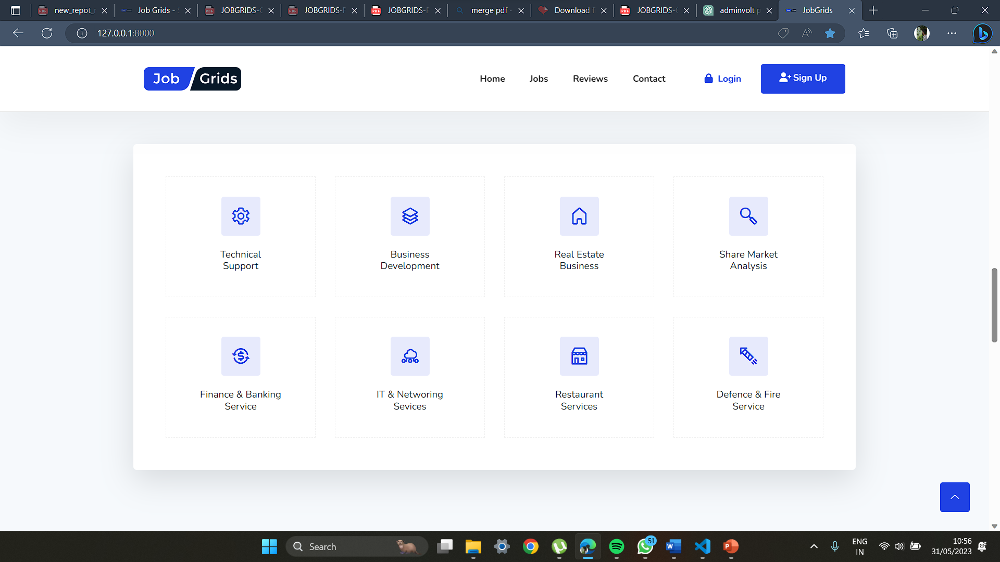 new_repot_
Job Grids - S
JOBGRIDS-
JOBGRIDS-
JOBGRIDS-
merge pdf -
Download fi
JOBGRIDS-
adminvolt p
JobGrids
127.0.0.1:8000
Job Grids
Home Jobs Reviews Contact Login Sign Up
Technical
Support
Business
Development
Real Estate
Business
Share Market
Analysis
Finance & Banking
Service
IT & Networing
Sevices
Restaurant
Services
Defence & Fire
Service
Search
51
ENG
IN
10:56
31/05/2023